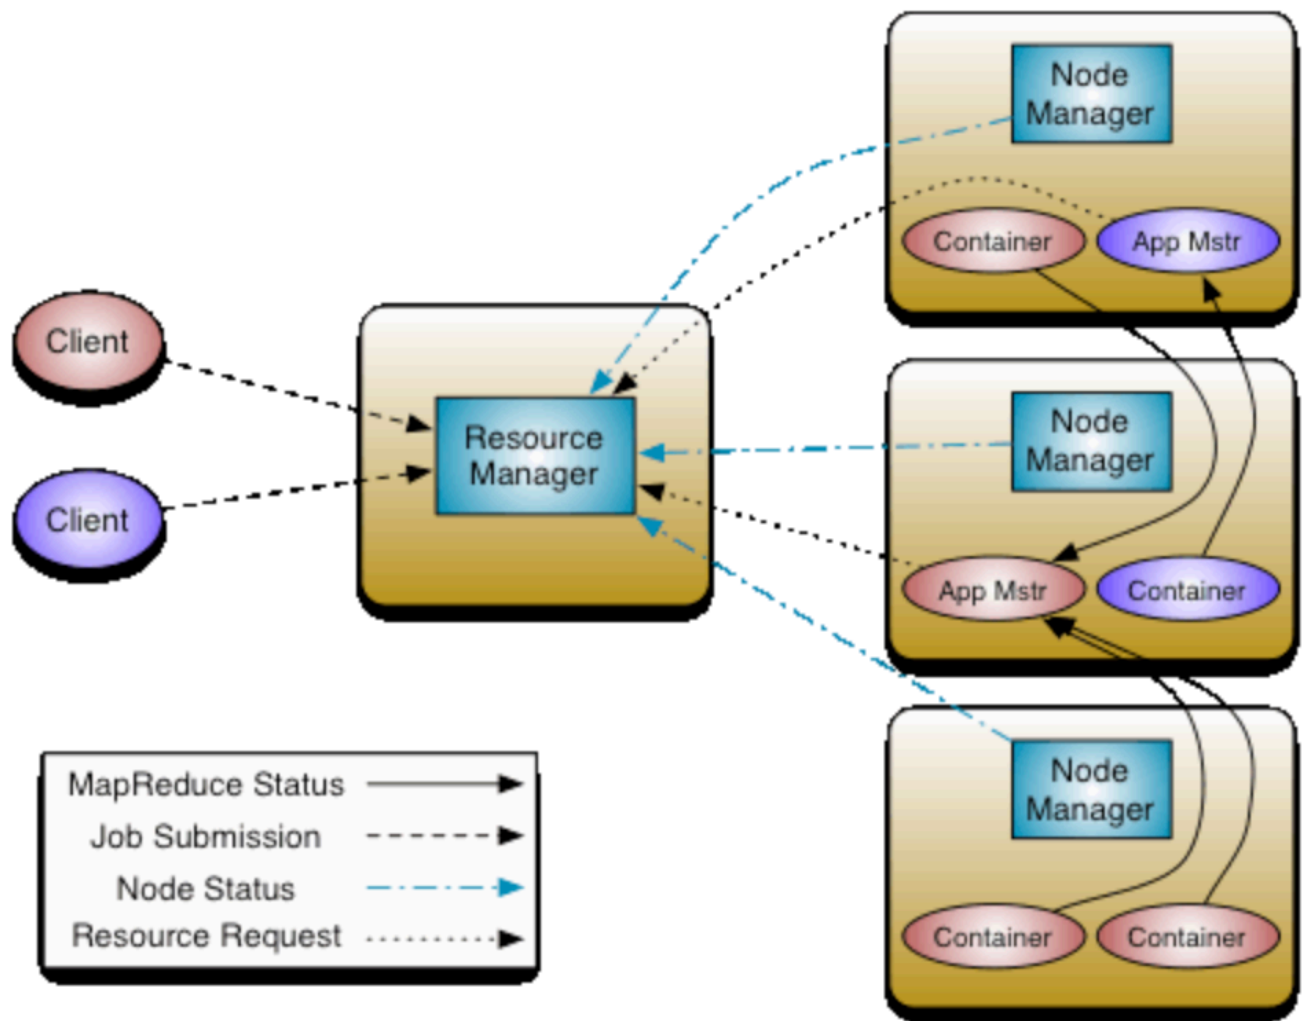 Node
Manager
Container
App Mstr
Client
Client
Resource
Manager
Node
Manager
App Mstr
Container
Node
Manager
Container
Container
MapReduce Status
Job Submission
Node Status
Resource Request